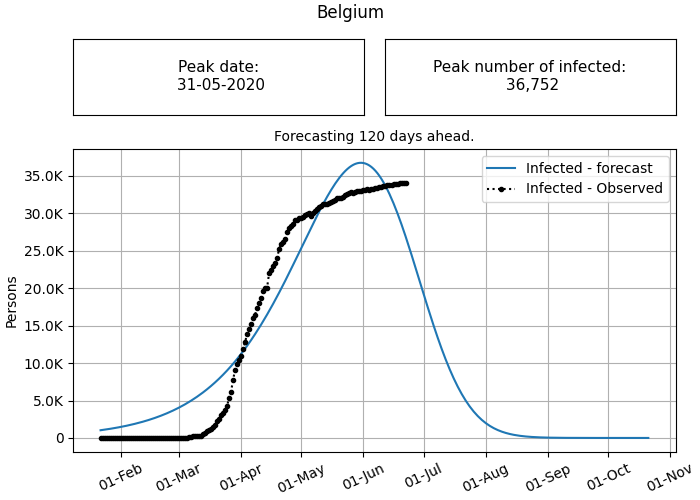 Belgium
Peak date:
31-05-2020
Peak number of infected:
36,752
Forecasting 120 days ahead.
Infected - forecast
Infected - Observed
35.0K
30.0K
25.0K
20.0K
15.0K
10.0K
5.0K
0
Persons
01-Feb
01-Mar
01-Apr
01-May
01-Jun
01-Jul
01-Aug
01-Sep
01-Oct
01-Nov